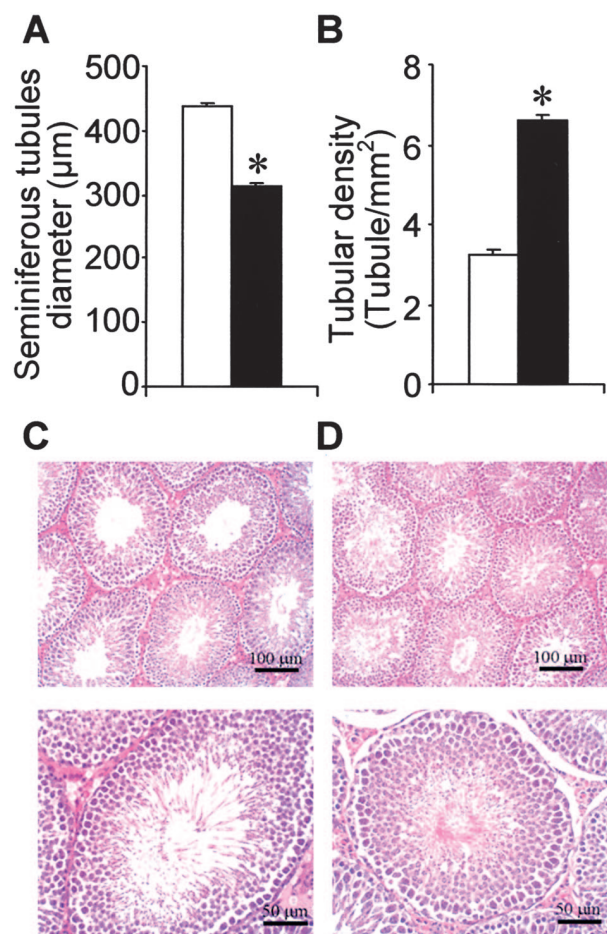 A
Seminiferous tubules
diameter (µm)
500
400
300
200
100
0
*
B
Tubular density
(Tubule/mm²)
8
6
4
2
0
*
C
D
100 µm
100 µm
50 µm
50 µm